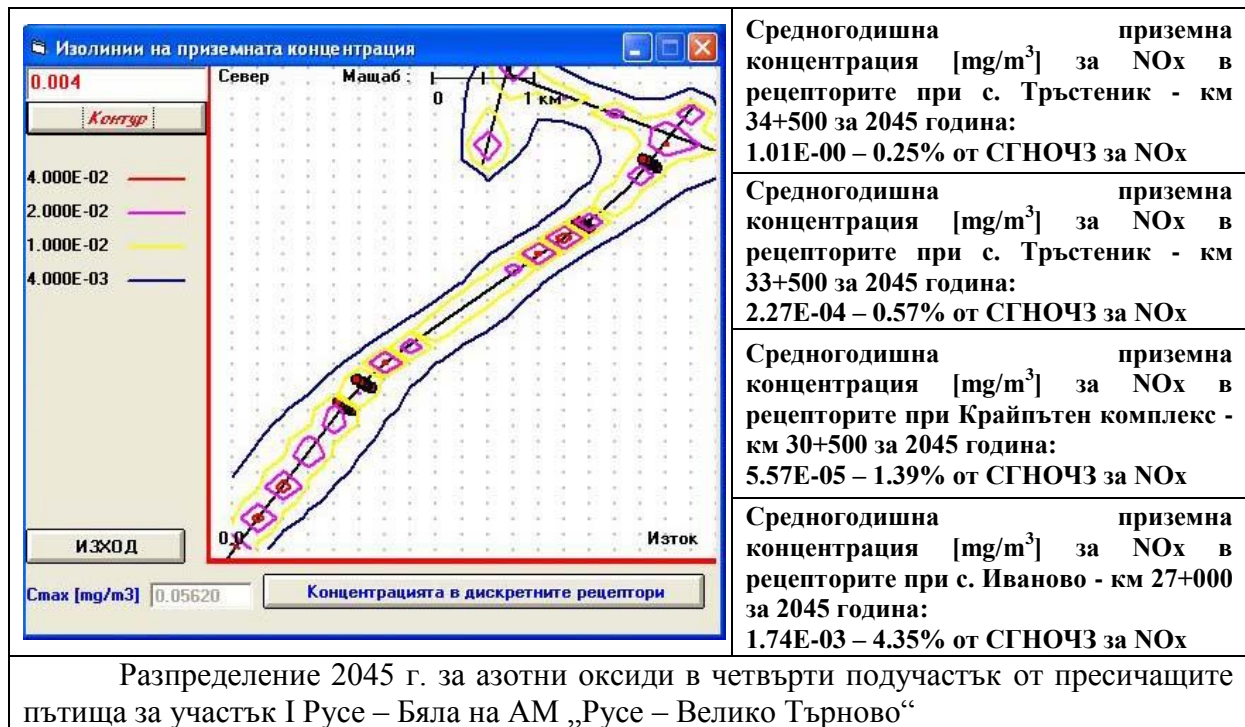 Изолинии на приземната концентрация
0.004
Контур
4.000E-02
2.000E-02
1.000E-02
4.000E-03
ИЗХОД
Север
Мащаб :
0
1 км
0,0
Изток
Cmax [mg/m3]
0.05620
Концентрацията в дискретните рецептори
Средногодишна приземна
концентрация [mg/m³] за NOx в
рецепторите при с. Тръстеник - км
34+500 за 2045 година:
1.01E-00 – 0.25% от СГНОЧЗ за NOx
Средногодишна приземна
концентрация [mg/m³] за NOx в
рецепторите при с. Тръстеник - км
33+500 за 2045 година:
2.27E-04 – 0.57% от СГНОЧЗ за NOx
Средногодишна приземна
концентрация [mg/m³] за NOx в
рецепторите при Крайпътен комплекс -
км 30+500 за 2045 година:
5.57E-05 – 1.39% от СГНОЧЗ за NOx
Средногодишна приземна
концентрация [mg/m³] за NOx в
рецепторите при с. Иваново - км 27+000
за 2045 година:
1.74E-03 – 4.35% от СГНОЧЗ за NOx
Разпределение 2045 г. за азотни оксиди в четвърти подучастък от пресичащите
пътища за участък I Русе – Бяла на АМ „Русе – Велико Търново“